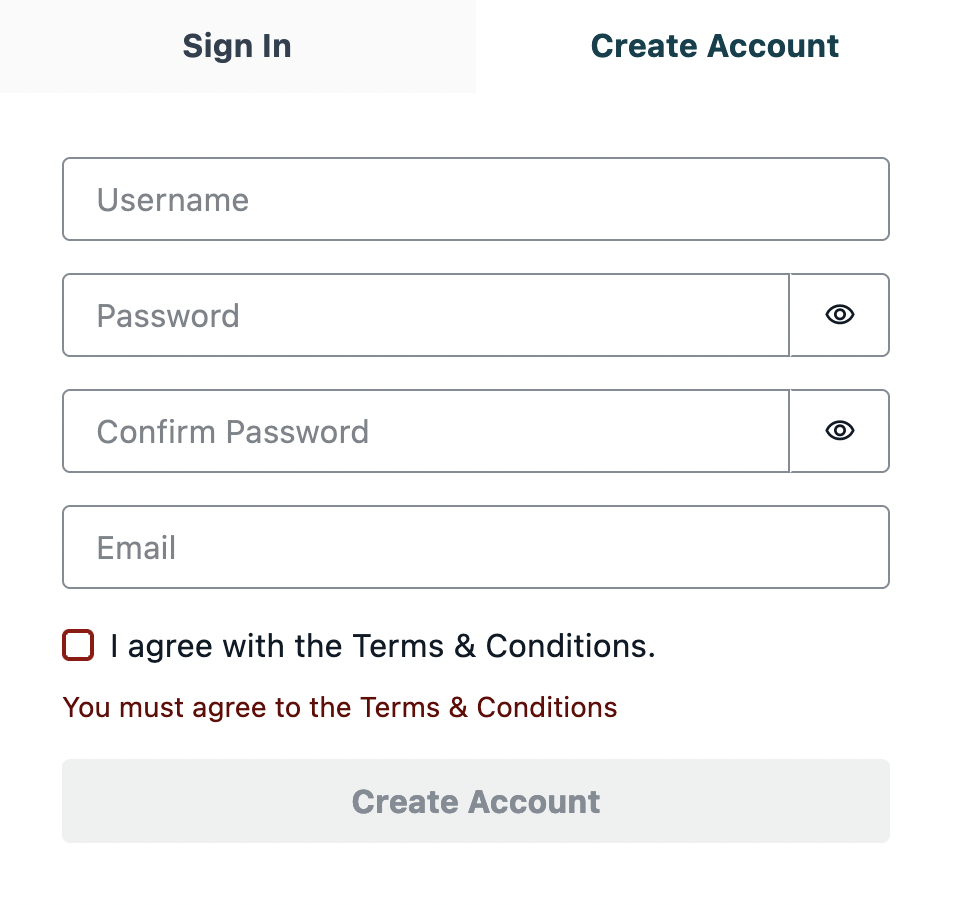 Sign In
Create Account
Username
Password
Confirm Password
Email
I agree with the Terms & Conditions.
You must agree to the Terms & Conditions
Create Account